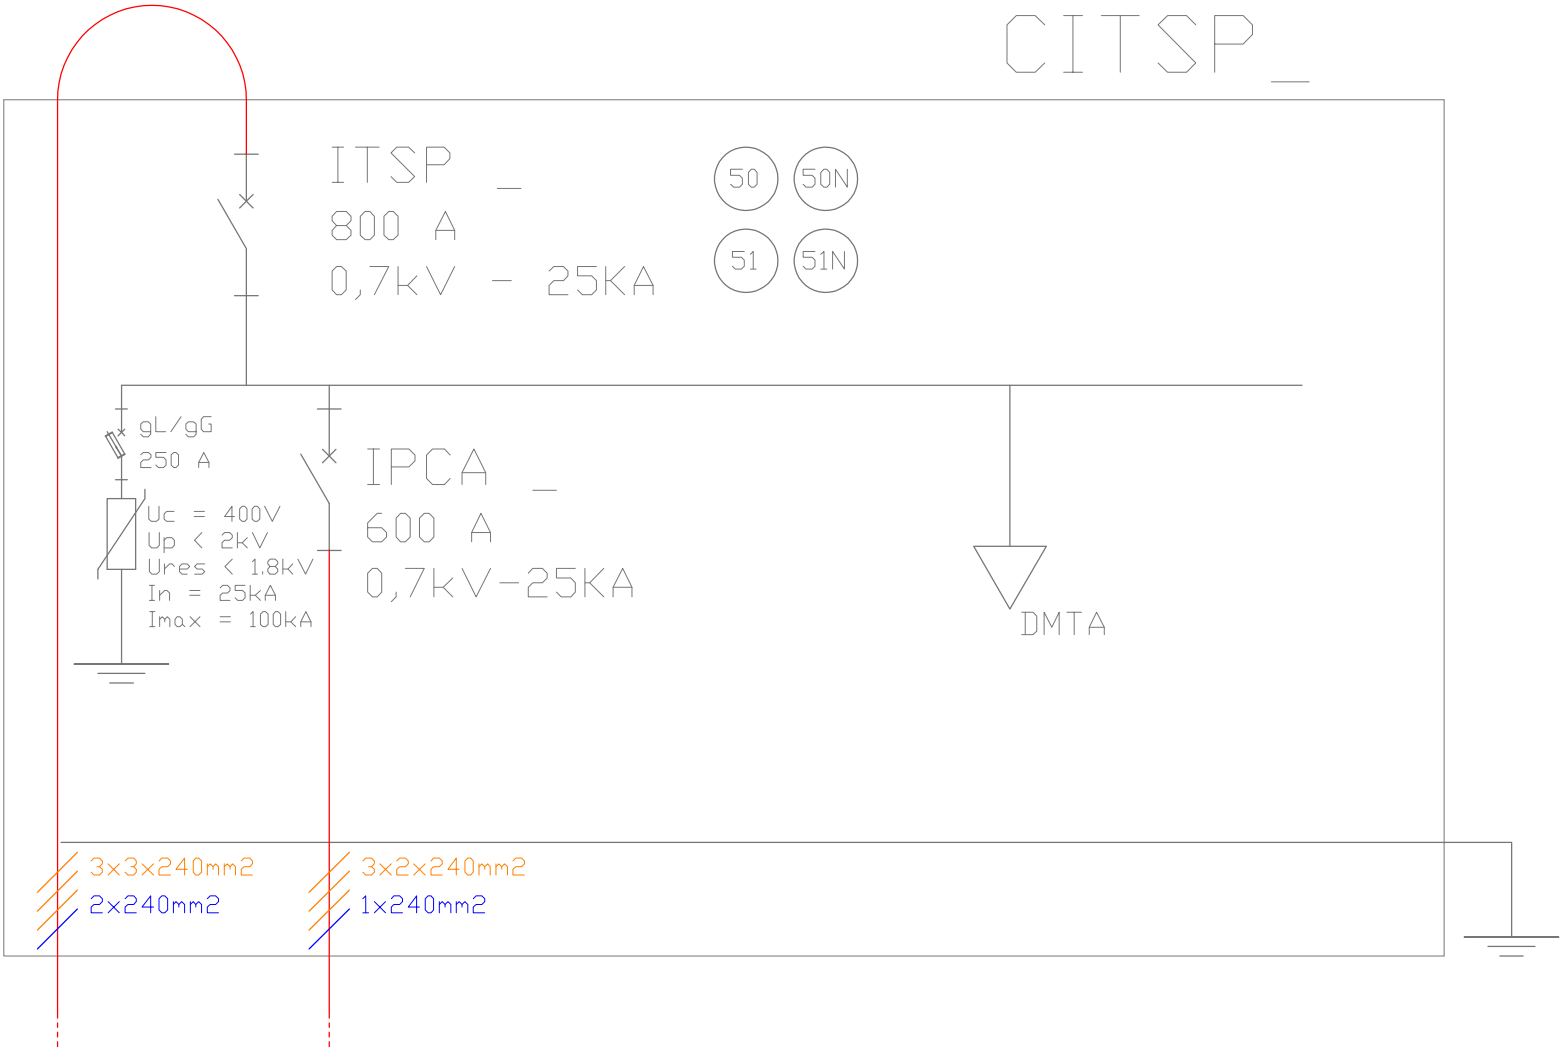 CITSP_
ITSP _
800 A
0,7kV - 25KA
50
50N
51
51N
gL/gG
250 A
Uc = 400V
Up < 2kV
Ures < 1.8kV
In = 25kA
Imax = 100kA
IPCA _
600 A
0,7kV-25KA
DMTA
3x3x240mm2
2x240mm2
3x2x240mm2
1x240mm2